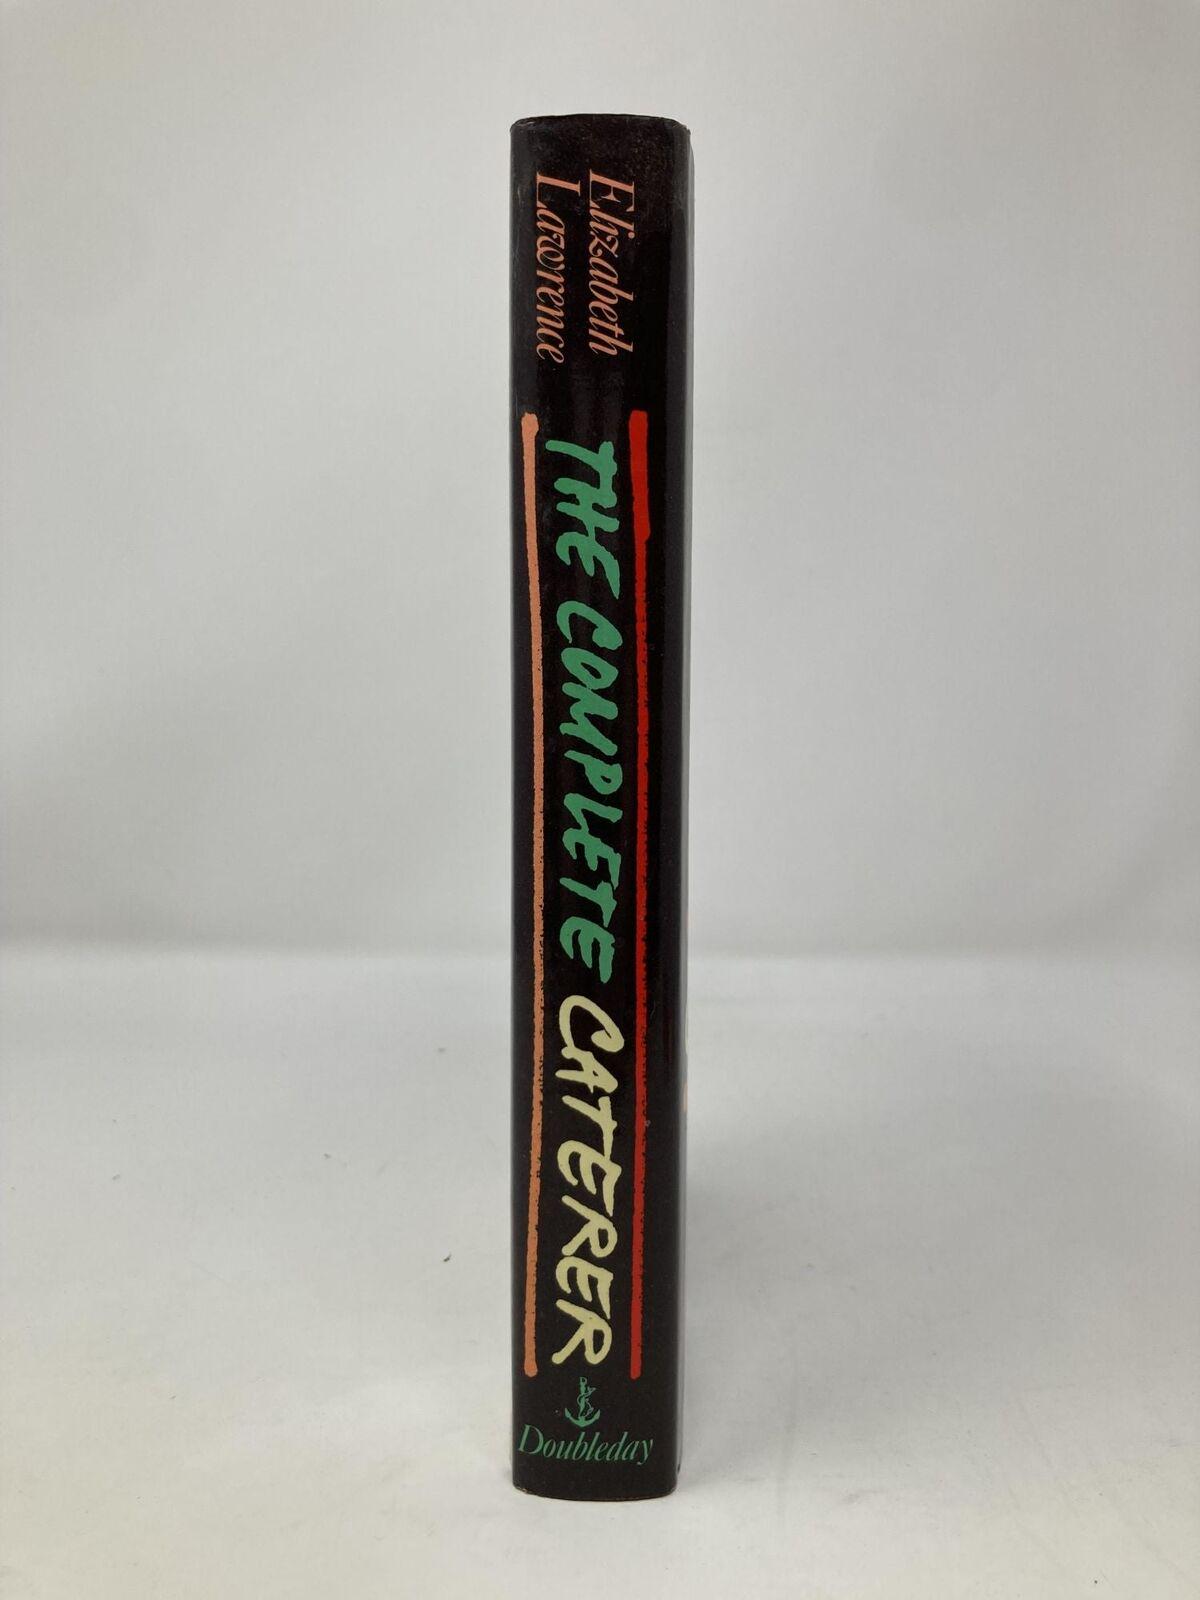 Elizabeth
Lawrence
THE COMPLETE CATERER
Doubleday